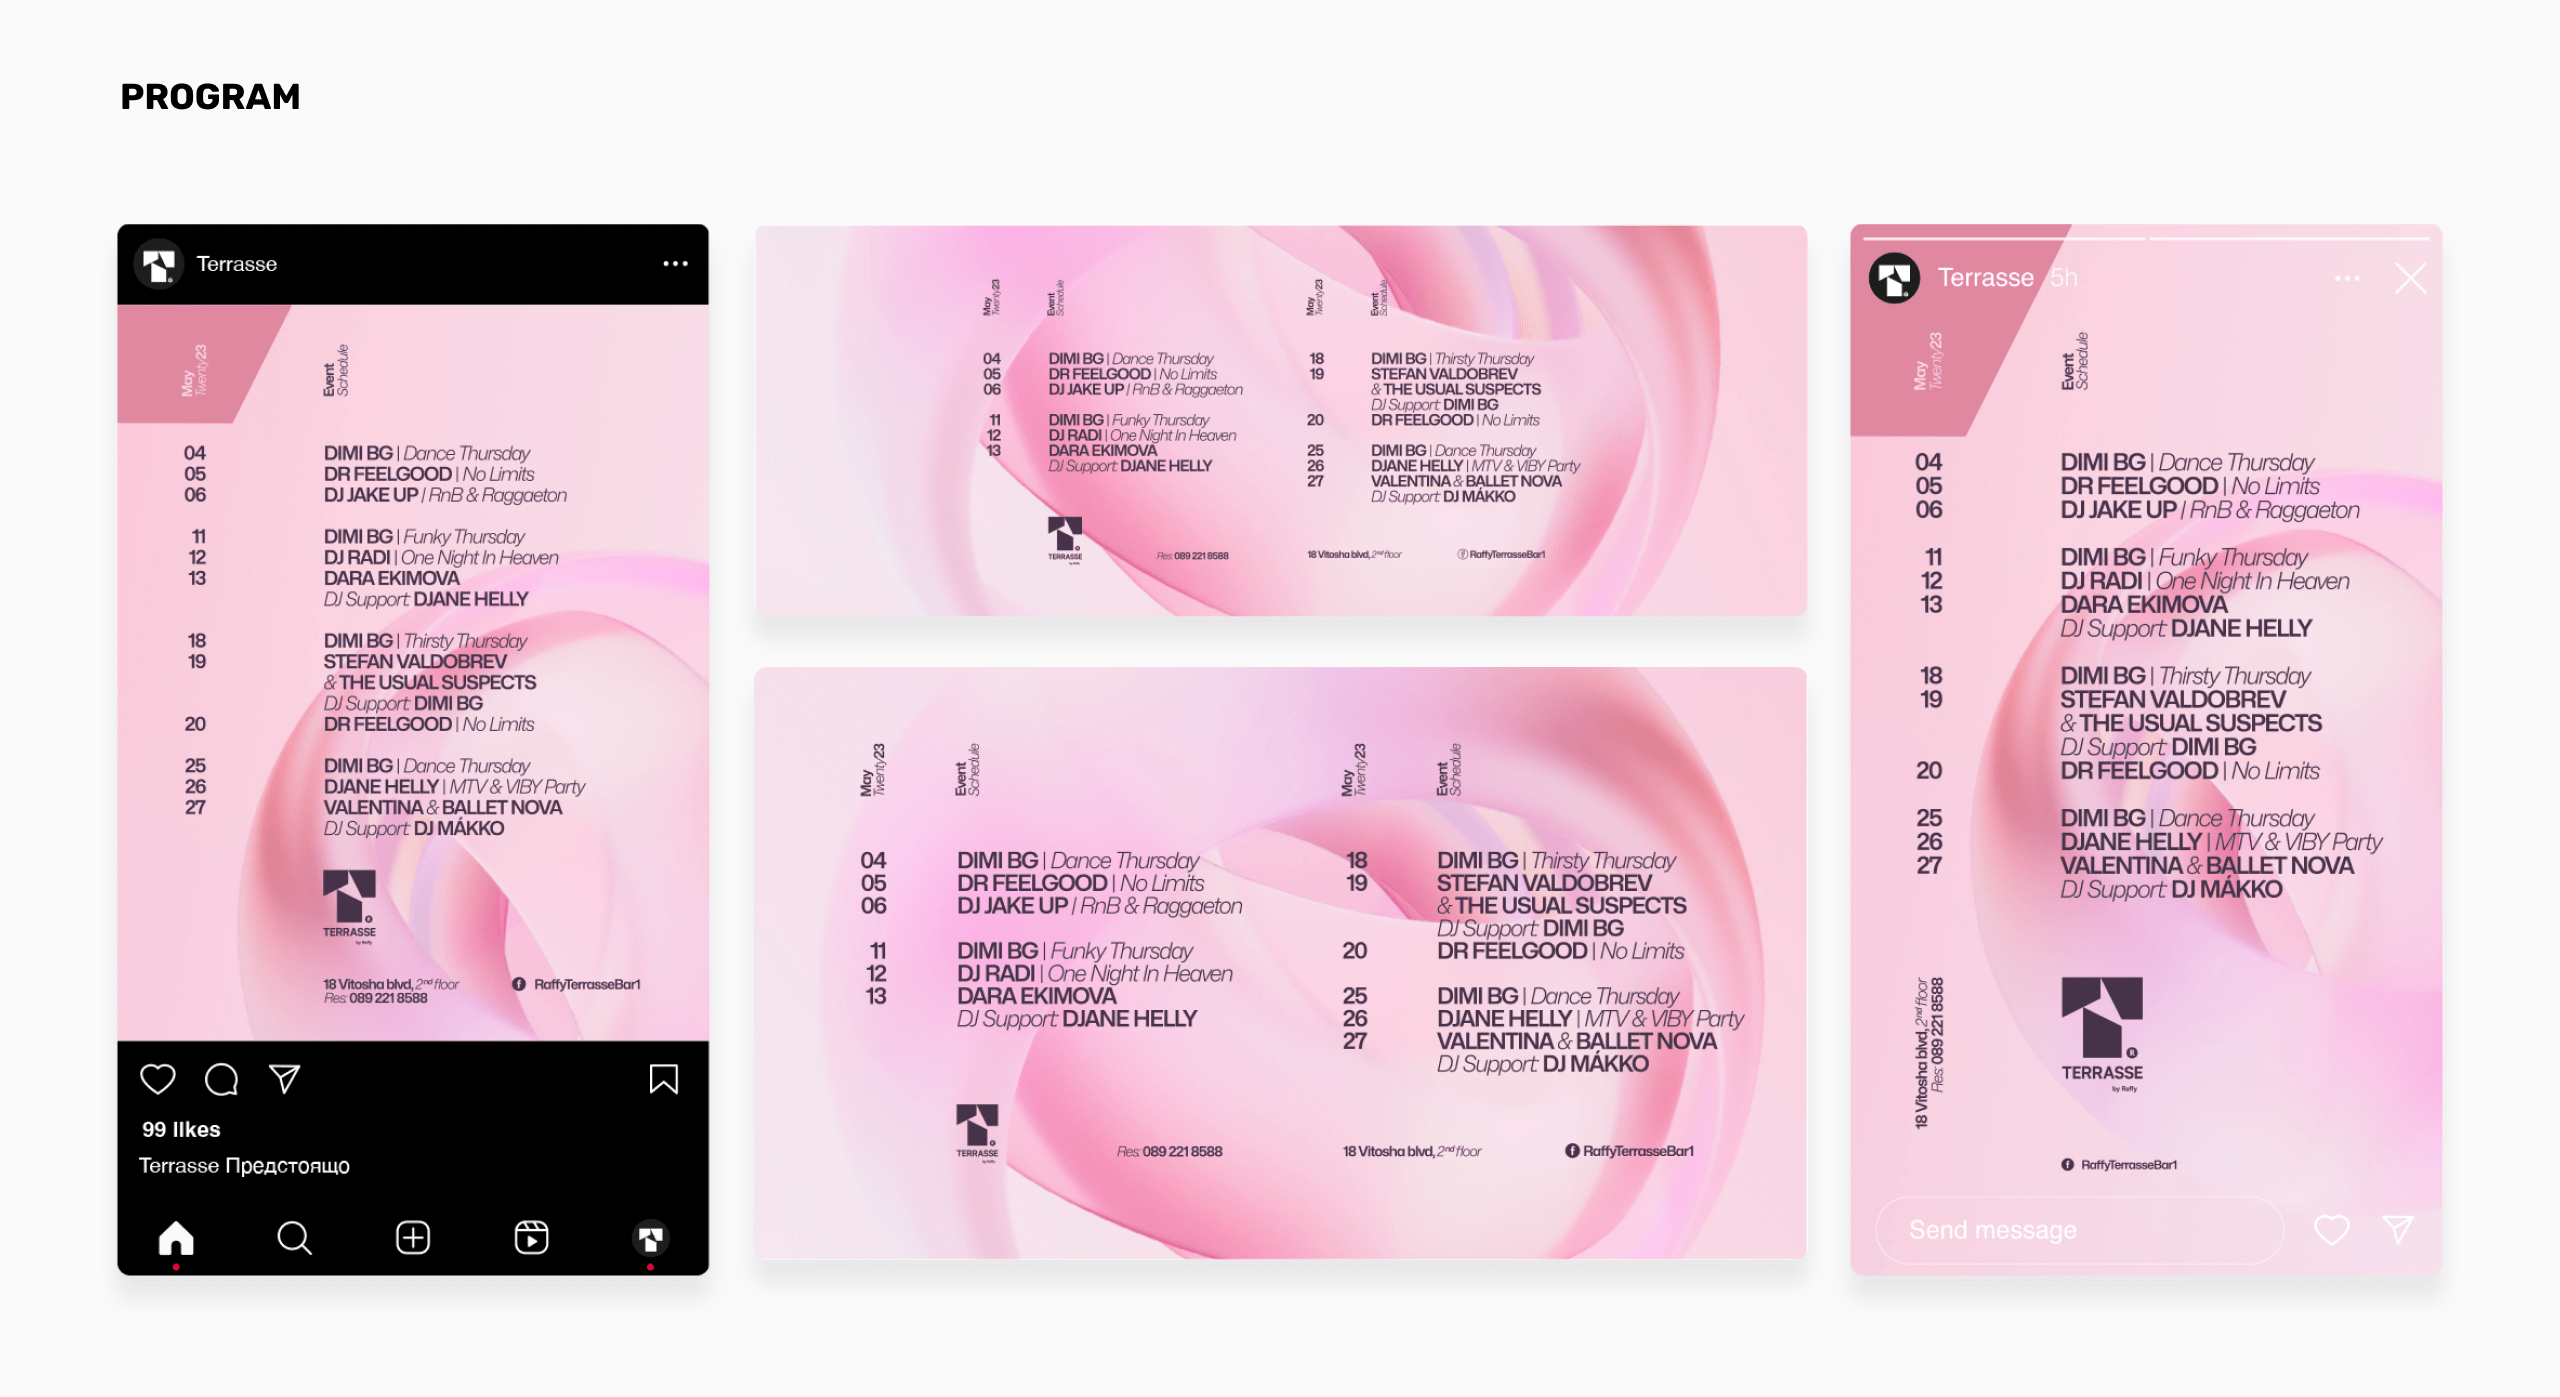 PROGRAM
Terrasse
May
Twenty23
Event
Schedule
04 DIMI BG | Dance Thursday
05 DR FEELGOOD | No Limits
06 DJ JAKE UP / RnB & Raggaeton
11 DIMI BG | Funky Thursday
12 DJ RADI | One Night In Heaven
13 DARA EKIMOVA
DJ Support: DJANE HELLY
18 DIMI BG | Thirsty Thursday
19 STEFAN VALDOBREV
& THE USUAL SUSPECTS
DJ Support: DIMI BG
20 DR FEELGOOD | No Limits
25 DIMI BG | Dance Thursday
26 DJANE HELLY | MTV & VIBY Party
27 VALENTINA & BALLET NOVA
DJ Support: DJ MÁKKO
TERRASSE
by Raffy
18 Vitosha blvd, 2nd floor
Res: 089 221 8588
RaffyTerrasseBar1
99 lIkes
Terrasse Предстоящо
May
Twenty23
Event
Schedule
04 DIMI BG | Dance Thursday
05 DR FEELGOOD | No Limits
06 DJ JAKE UP / RnB & Raggaeton
11 DIMI BG | Funky Thursday
12 DJ RADI | One Night In Heaven
13 DARA EKIMOVA
DJ Support: DJANE HELLY
May
Twenty23
Event
Schedule
18 DIMI BG | Thirsty Thursday
19 STEFAN VALDOBREV
& THE USUAL SUSPECTS
DJ Support: DIMI BG
20 DR FEELGOOD | No Limits
25 DIMI BG | Dance Thursday
26 DJANE HELLY | MTV & VIBY Party
27 VALENTINA & BALLET NOVA
DJ Support: DJ MÁKKO
TERRASSE
by Raffy
Res: 089 221 8588
18 Vitosha blvd, 2nd floor
RaffyTerrasseBar1
May
Twenty23
Event
Schedule
04 DIMI BG | Dance Thursday
05 DR FEELGOOD | No Limits
06 DJ JAKE UP / RnB & Raggaeton
11 DIMI BG | Funky Thursday
12 DJ RADI | One Night In Heaven
13 DARA EKIMOVA
DJ Support: DJANE HELLY
May
Twenty23
Event
Schedule
18 DIMI BG | Thirsty Thursday
19 STEFAN VALDOBREV
& THE USUAL SUSPECTS
DJ Support: DIMI BG
20 DR FEELGOOD | No Limits
25 DIMI BG | Dance Thursday
26 DJANE HELLY | MTV & VIBY Party
27 VALENTINA & BALLET NOVA
DJ Support: DJ MÁKKO
TERRASSE
by Raffy
Res: 089 221 8588
18 Vitosha blvd, 2nd floor
RaffyTerrasseBar1
Terrasse 5h
May
Twenty23
Event
Schedule
04 DIMI BG | Dance Thursday
05 DR FEELGOOD | No Limits
06 DJ JAKE UP / RnB & Raggaeton
11 DIMI BG | Funky Thursday
12 DJ RADI | One Night In Heaven
13 DARA EKIMOVA
DJ Support: DJANE HELLY
18 DIMI BG | Thirsty Thursday
19 STEFAN VALDOBREV
& THE USUAL SUSPECTS
DJ Support: DIMI BG
20 DR FEELGOOD | No Limits
25 DIMI BG | Dance Thursday
26 DJANE HELLY | MTV & VIBY Party
27 VALENTINA & BALLET NOVA
DJ Support: DJ MÁKKO
18 Vitosha blvd, 2nd floor
Res: 089 221 8588
TERRASSE
by Raffy
RaffyTerrasseBar1
Send message